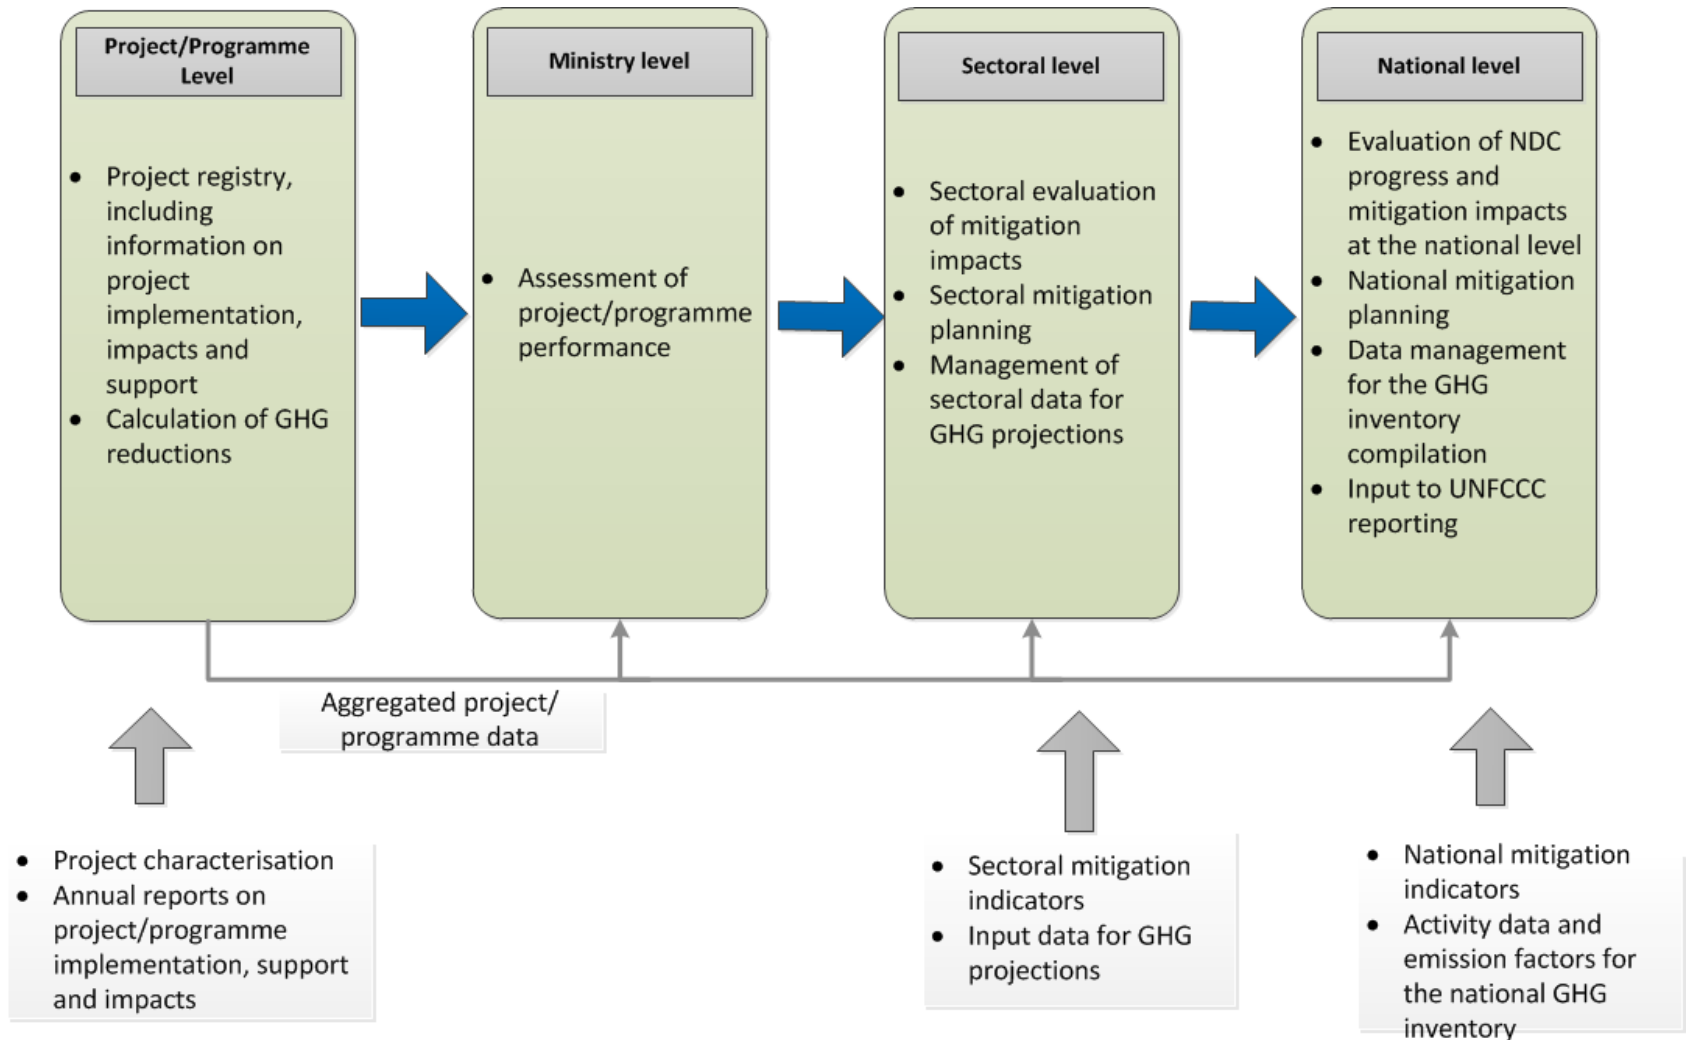 Project/Programme
Level
• Project registry,
including
information on
project
implementation,
impacts and
support
• Calculation of GHG
reductions
Ministry level
• Assessment of
project/programme
performance
Sectoral level
• Sectoral evaluation
of mitigation
impacts
• Sectoral mitigation
planning
• Management of
sectoral data for
GHG projections
National level
• Evaluation of NDC
progress and
mitigation impacts
at the national level
• National mitigation
planning
• Data management
for the GHG
inventory
compilation
• Input to UNFCCC
reporting
Aggregated project/
programme data
• Project characterisation
• Annual reports on
project/programme
implementation, support
and impacts
• Sectoral mitigation
indicators
• Input data for GHG
projections
• National mitigation
indicators
• Activity data and
emission factors for
the national GHG
inventory